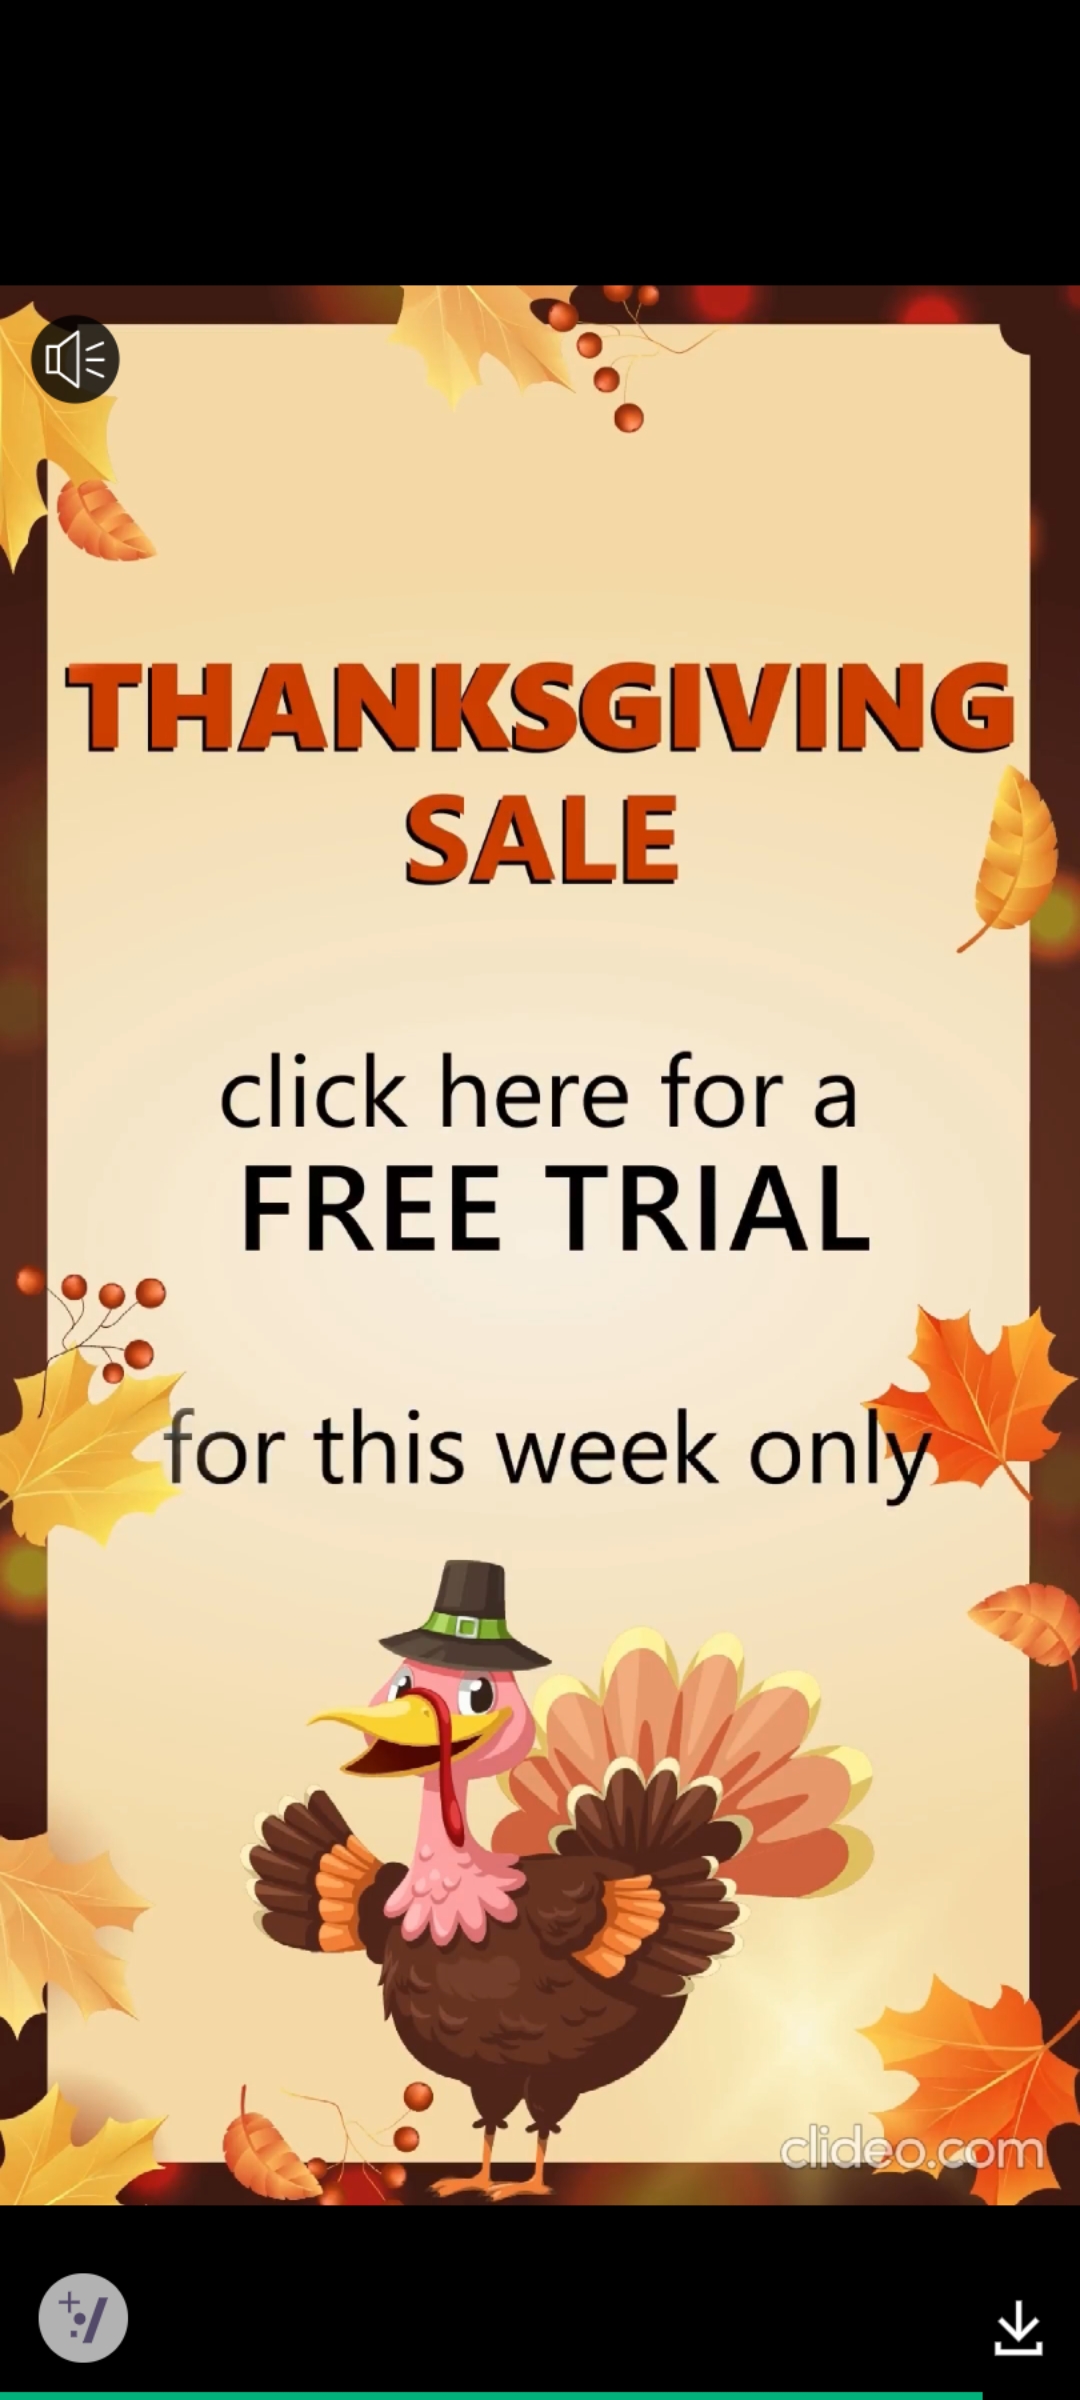 THANKSGIVING
SALE
click here for a
FREE TRIAL
for this week only
clideo.com